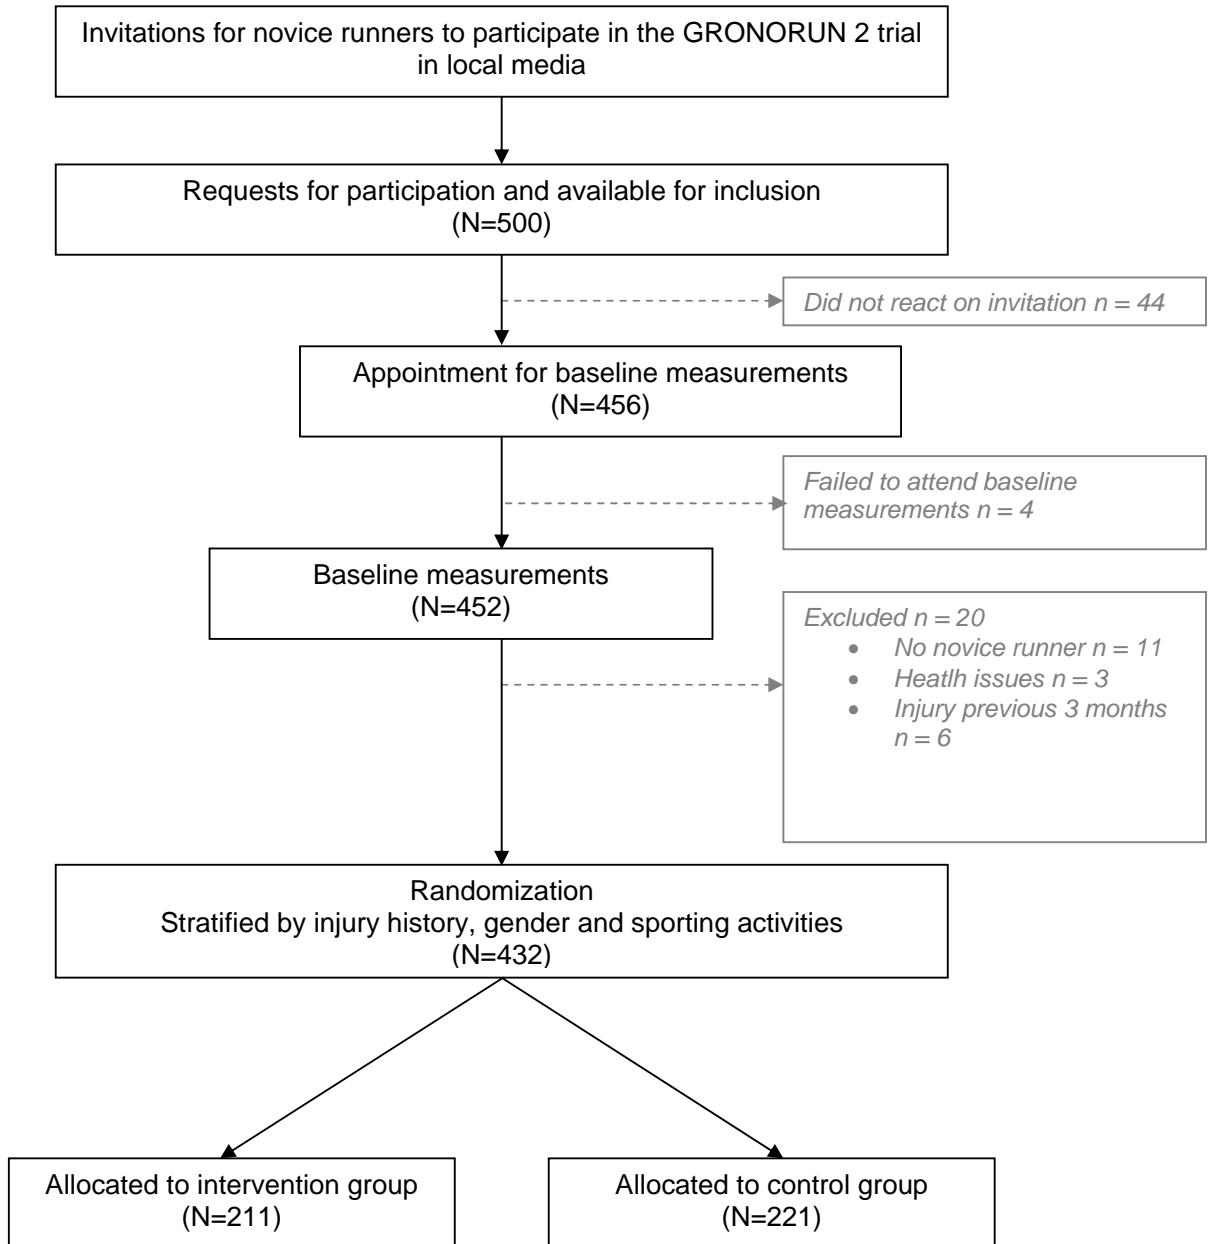 Invitations for novice runners to participate in the GRONORUN 2 trial
in local media
Requests for participation and available for inclusion
(N=500)
Did not react on invitation n = 44
Appointment for baseline measurements
(N=456)
Failed to attend baseline
measurements n = 4
Baseline measurements
(N=452)
Excluded n = 20
• No novice runner n = 11
• Heatlh issues n = 3
• Injury previous 3 months
n = 6
Randomization
Stratified by injury history, gender and sporting activities
(N=432)
Allocated to intervention group
(N=211)
Allocated to control group
(N=221)